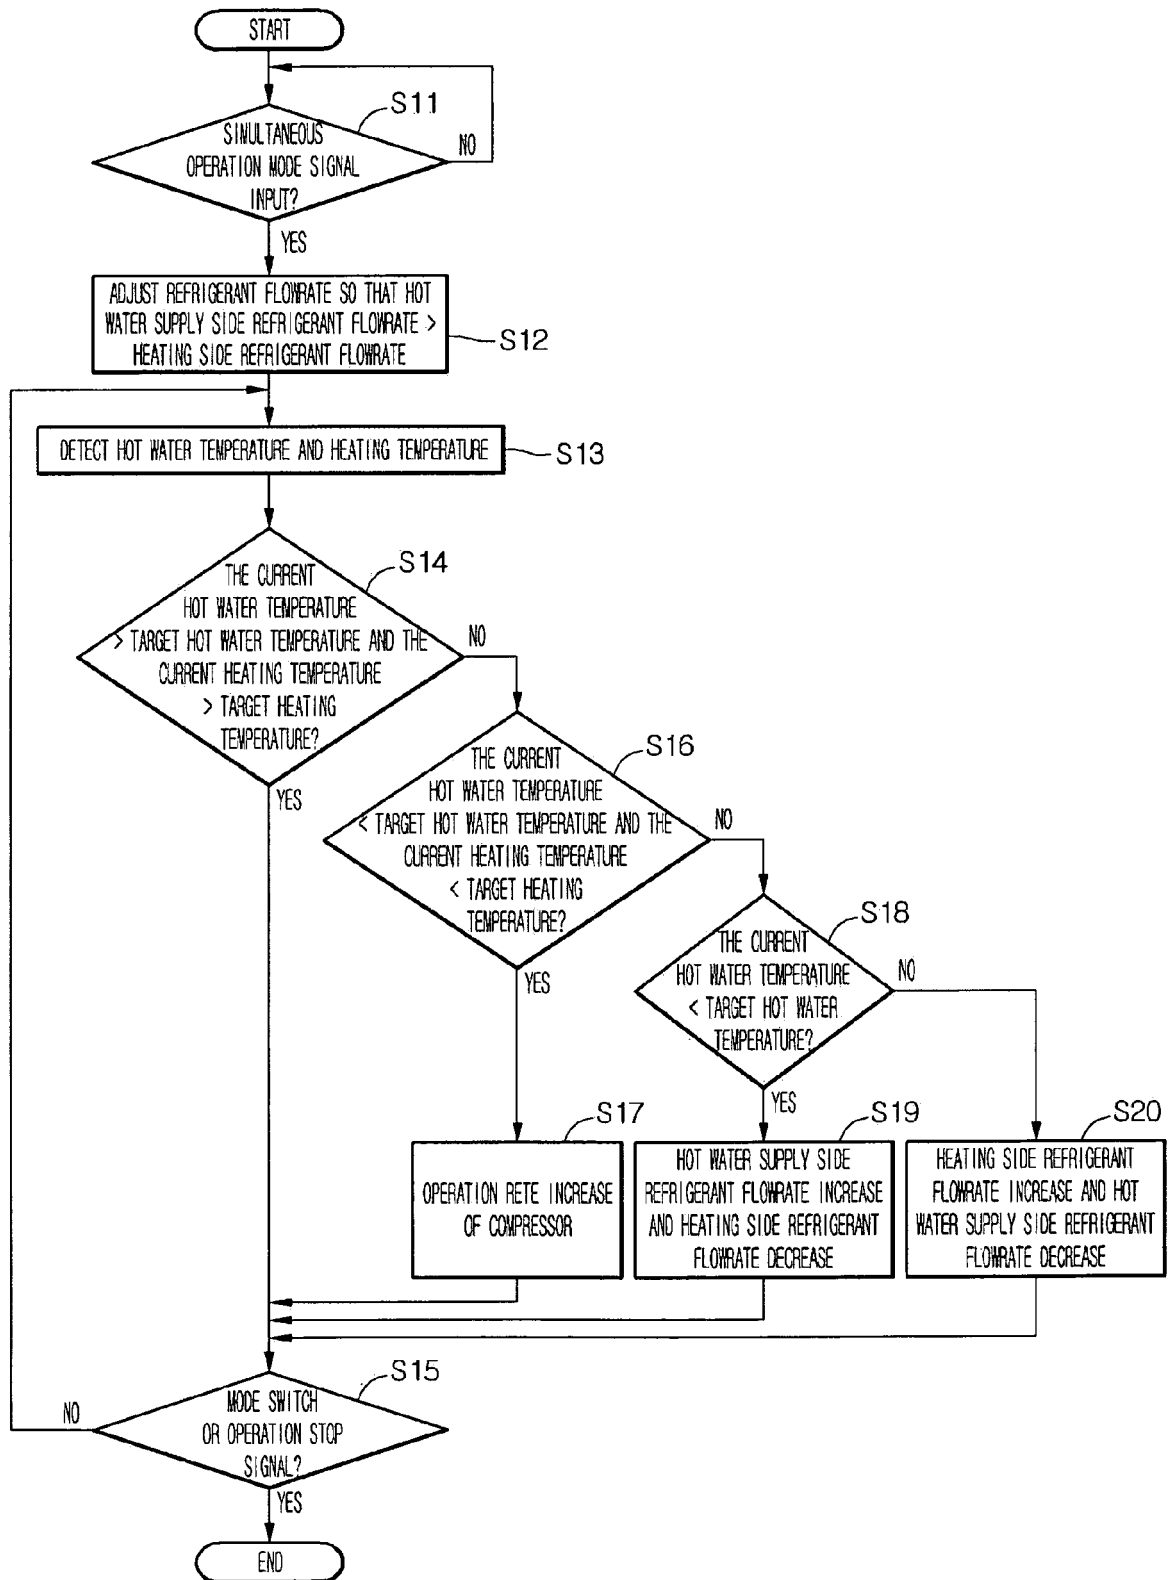 START
S11
SIMULTANEOUS
OPERATION MODE SIGNAL
INPUT?
NO
YES
ADJUST REFRIGERANT FLOWRATE SO THAT HOT
WATER SUPPLY SIDE REFRIGERANT FLOWRATE >
HEATING SIDE REFRIGERANT FLOWRATE
S12
DETECT HOT WATER TEMPERATURE AND HEATING TEMPERATURE
S13
S14
THE CURRENT
HOT WATER TEMPERATURE
> TARGET HOT WATER TEMPERATURE AND THE
CURRENT HEATING TEMPERATURE
> TARGET HEATING
TEMPERATURE?
NO
YES
S16
THE CURRENT
HOT WATER TEMPERATURE
< TARGET HOT WATER TEMPERATURE AND THE
CURRENT HEATING TEMPERATURE
< TARGET HEATING
TEMPERATURE?
NO
YES
S18
THE CURRENT
HOT WATER TEMPERATURE
< TARGET HOT WATER
TEMPERATURE?
NO
YES
S17
OPERATION RETE INCREASE
OF COMPRESSOR
S19
HOT WATER SUPPLY SIDE
REFRIGERANT FLOWRATE INCREASE
AND HEATING SIDE REFRIGERANT
FLOWRATE DECREASE
S20
HEATING SIDE REFRIGERANT
FLOWRATE INCREASE AND HOT
WATER SUPPLY SIDE REFRIGERANT
FLOWRATE DECREASE
S15
MODE SWITCH
OR OPERATION STOP
SIGNAL?
NO
YES
END